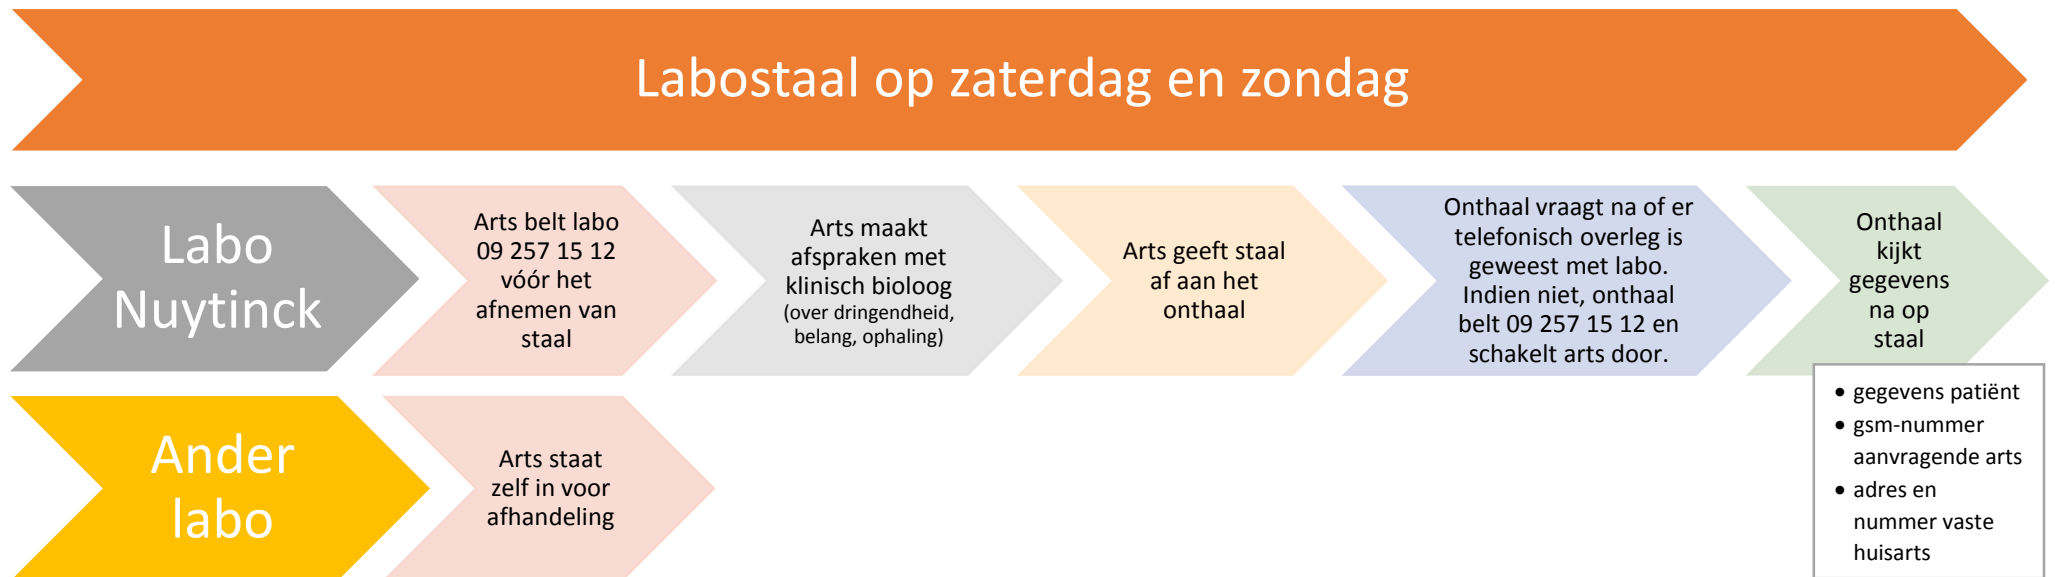 Labostaal op zaterdag en zondag
Labo
Nuytinck
Arts belt labo
09 257 15 12
vóór het
afnemen van
staal
Arts maakt
afspraken met
klinisch bioloog
(over dringendheid,
belang, ophaling)
Arts geeft staal
af aan het
onthaal
Onthaal vraagt na of er
telefonisch overleg is
geweest met labo.
Indien niet, onthaal
belt 09 257 15 12 en
schakelt arts door.
Onthaal
kijkt
gegevens
na op
staal
• gegevens patiënt
• gsm-nummer
aanvragende arts
• adres en
nummer vaste
huisarts
Ander
labo
Arts staat
zelf in voor
afhandeling